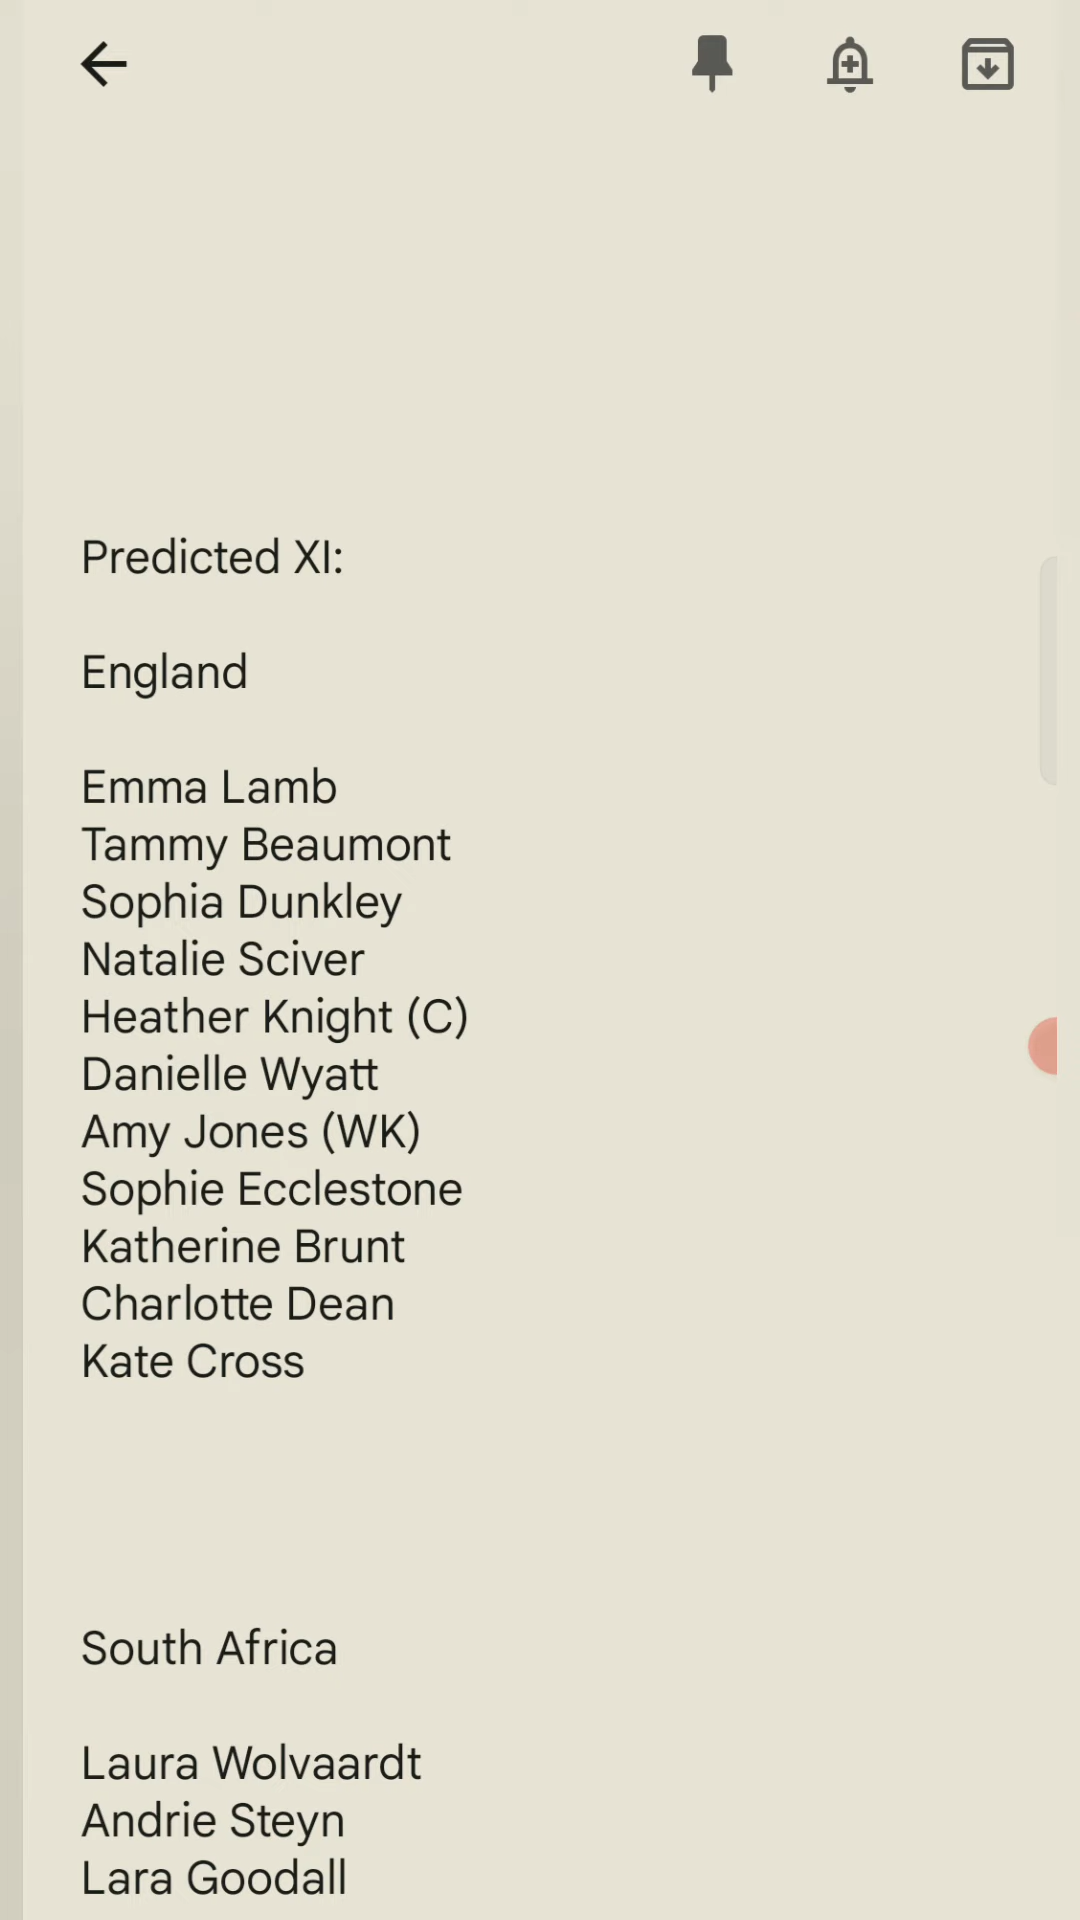 Predicted XI:
England
Emma Lamb
Tammy Beaumont
Sophia Dunkley
Natalie Sciver
Heather Knight (C)
Danielle Wyatt
Amy Jones (WK)
Sophie Ecclestone
Katherine Brunt
Charlotte Dean
Kate Cross
South Africa
Laura Wolvaardt
Andrie Steyn
Lara Goodall